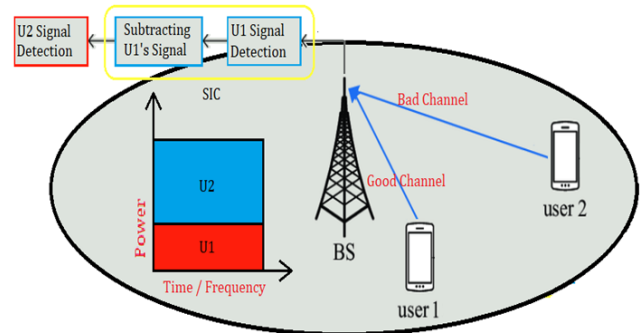 U2 Signal
Detection
Subtracting
U1's Signal
U1 Signal
Detection
SIC
Bad Channel
Good Channel
U2
U1
Power
Time / Frequency
BS
user 1
user 2